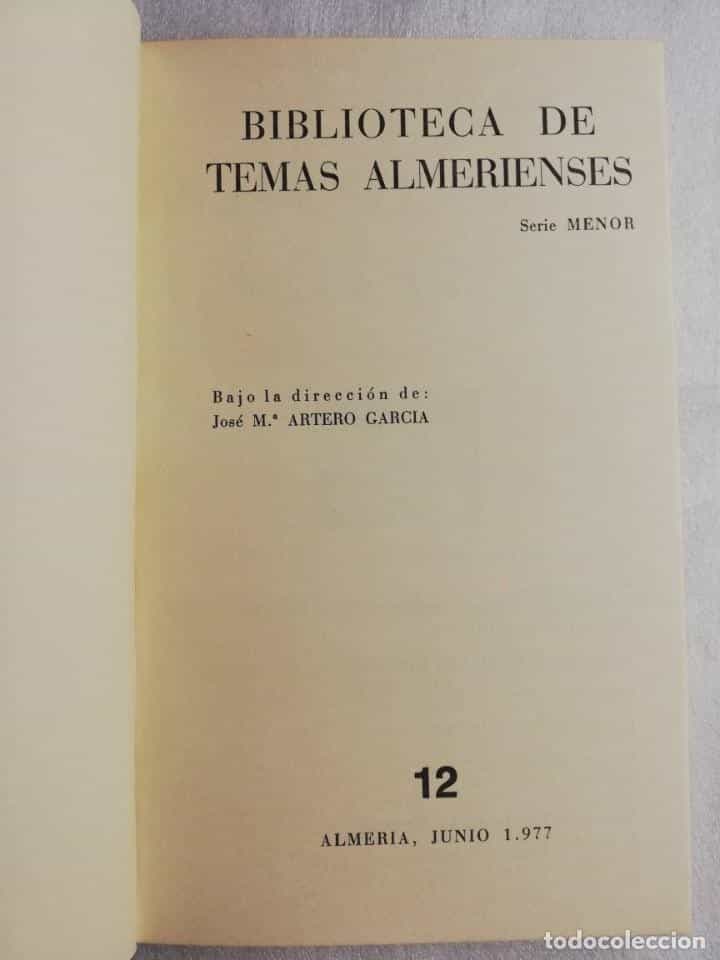 BIBLIOTECA DE
TEMAS ALMERIENSES
Serie MENOR
Bajo la dirección de:
José M.ª ARTERO GARCIA
12
ALMERIA, JUNIO 1.977
todocoleccion